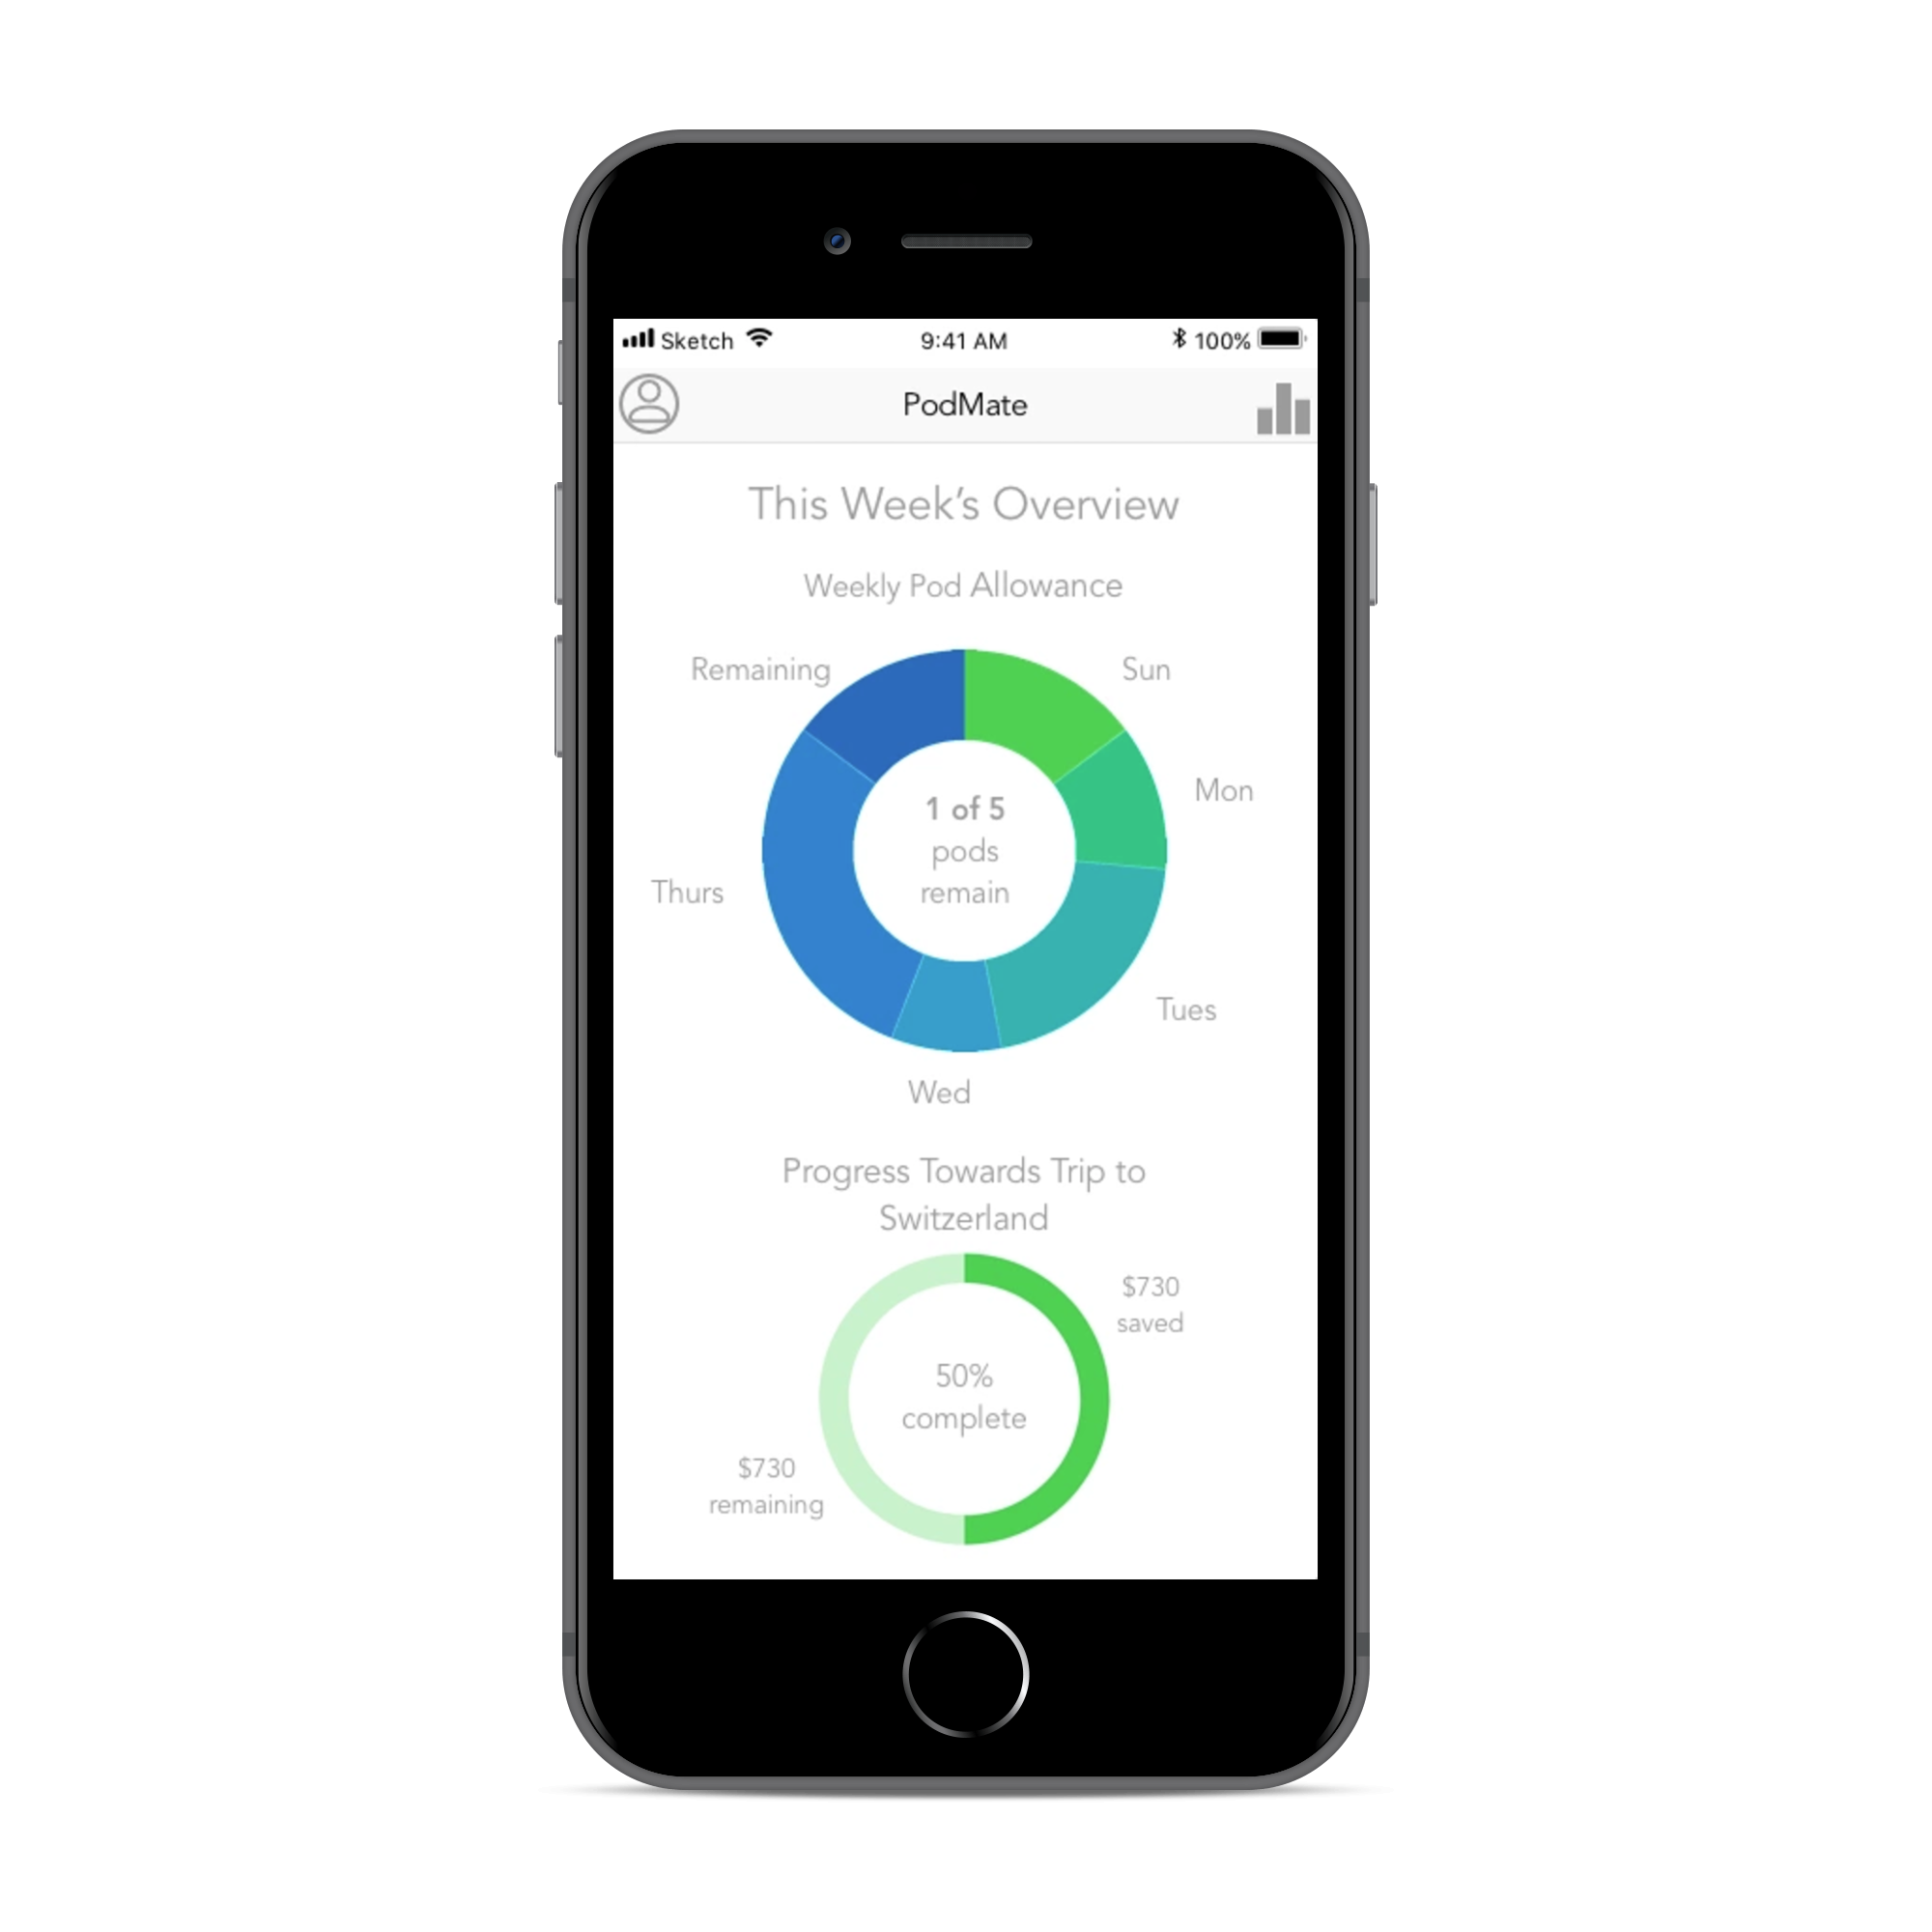 Sketch 9:41 AM 100%
PodMate
This Week's Overview
Weekly Pod Allowance
Remaining
Sun
Mon
1 of 5
pods
remain
Thurs
Tues
Wed
Progress Towards Trip to
Switzerland
$730
saved
50%
complete
$730
remaining